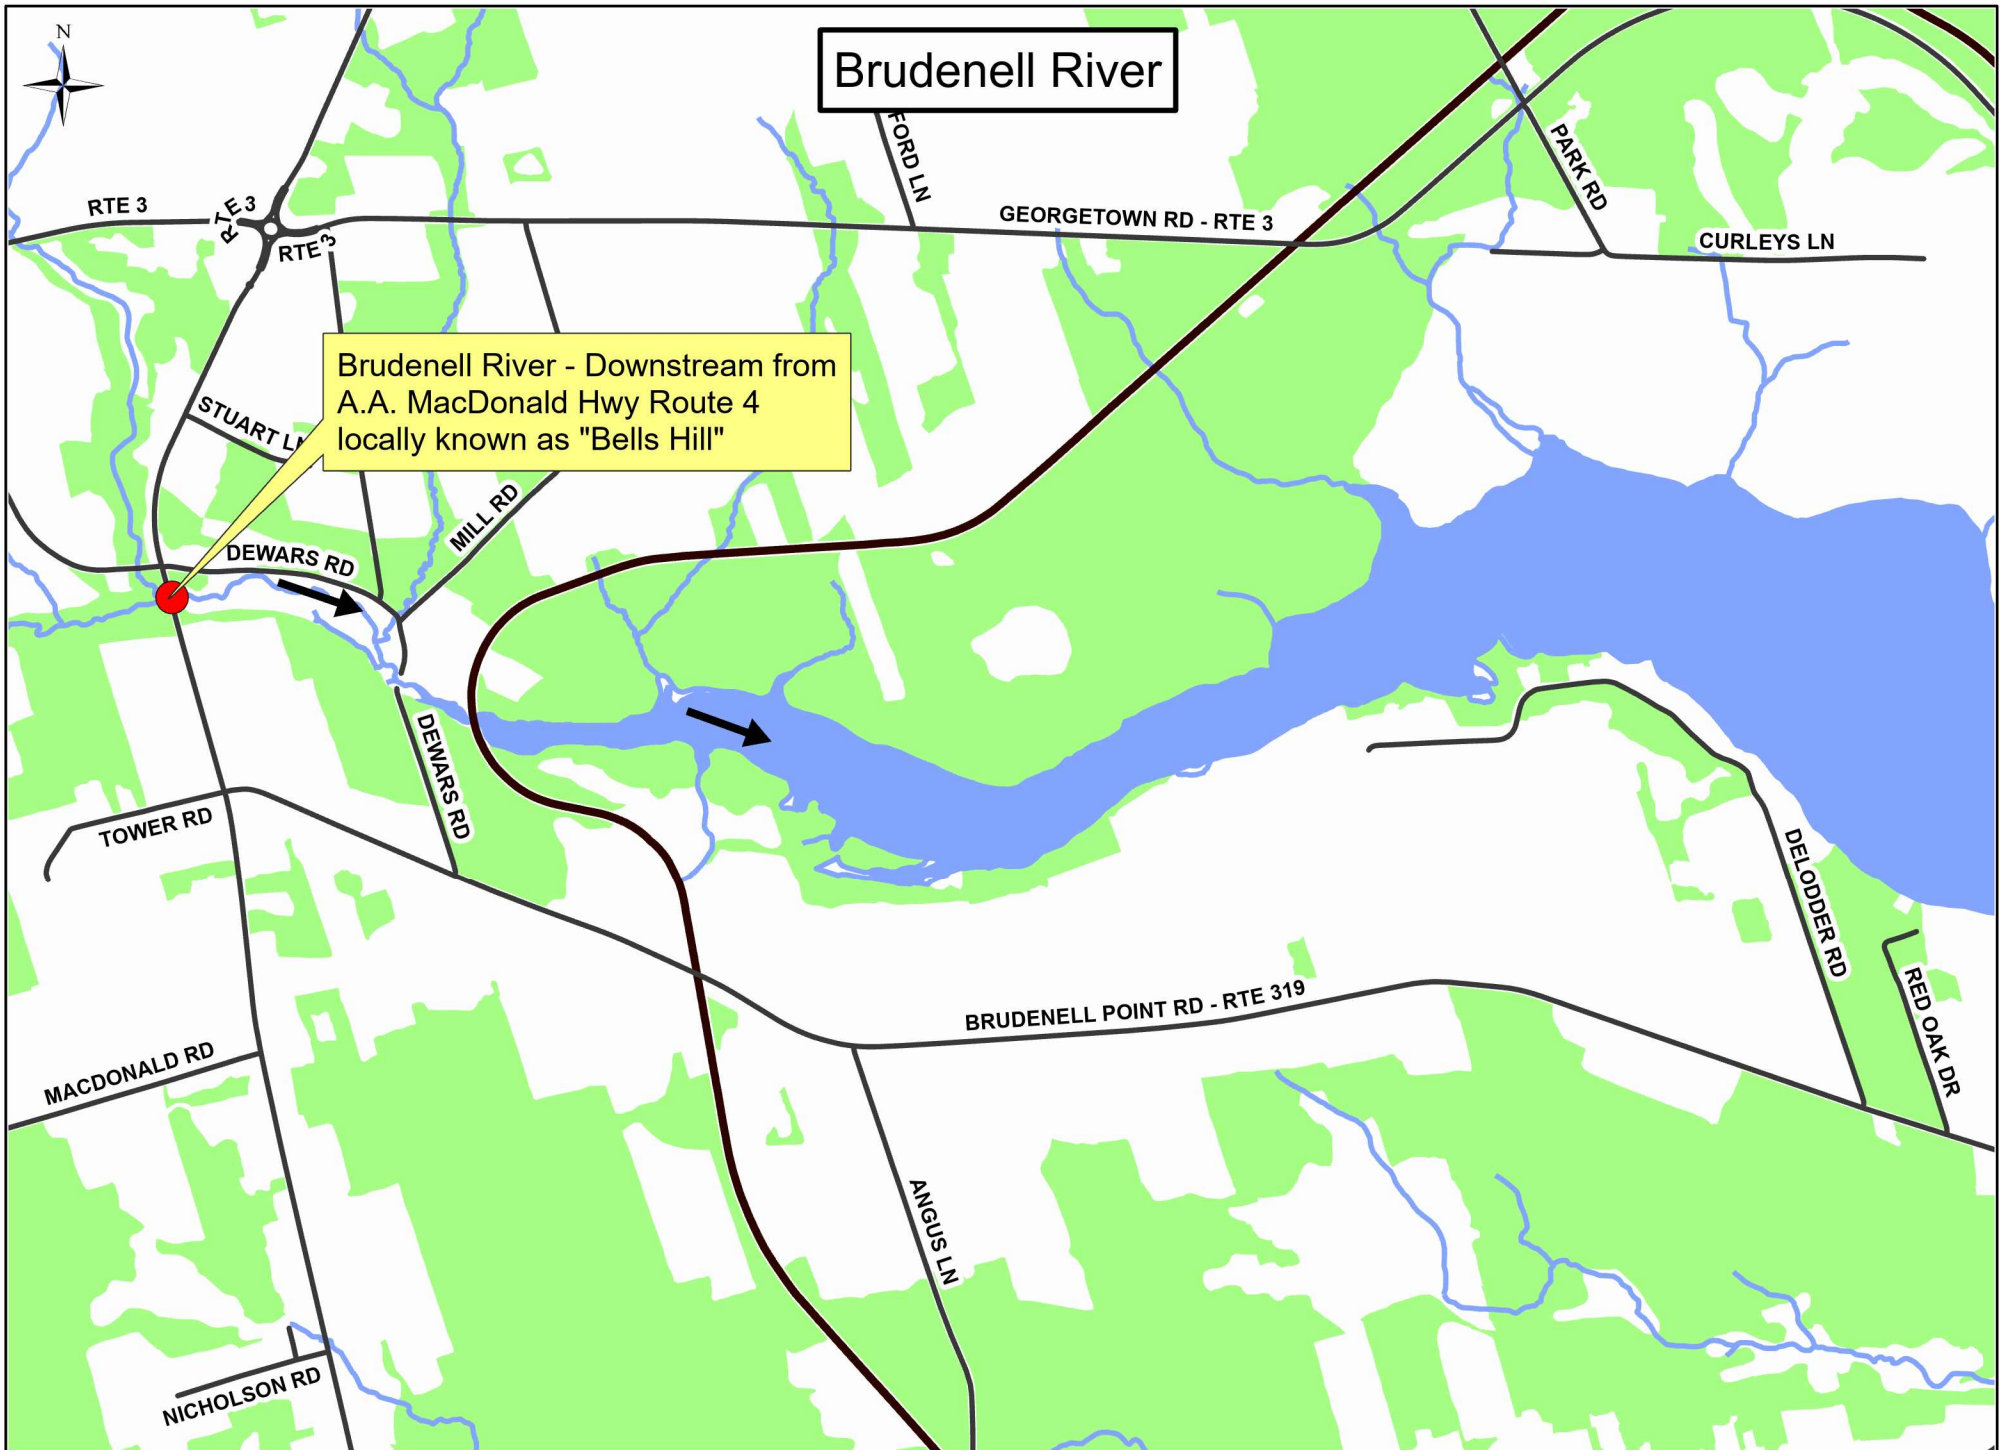 N
Brudenell River
FORD LN
PARK RD
RTE 3
RTE 3
RTE 3
GEORGETOWN RD - RTE 3
CURLEYS LN
Brudenell River - Downstream from
A.A. MacDonald Hwy Route 4
locally known as "Bells Hill"
STUART LN
MILL RD
DEWARS RD
DEWARS RD
TOWER RD
DELODDER RD
RED OAK DR
BRUDENELL POINT RD - RTE 319
MACDONALD RD
ANGUS LN
NICHOLSON RD